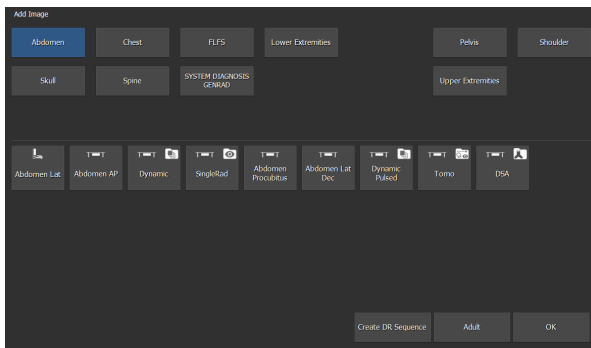 Add Image
Abdomen
Chest
FLFS
Lower Extremities
Pelvis
Shoulder
Skull
Spine
SYSTEM DIAGNOSIS
GENRAD
Upper Extremities
Abdomen Lat
Abdomen AP
Dynamic
SingleRad
Abdomen
Procubitus
Abdomen Lat
Dec
Dynamic
Pulsed
Tomo
DSA
Create DR Sequence
Adult
OK